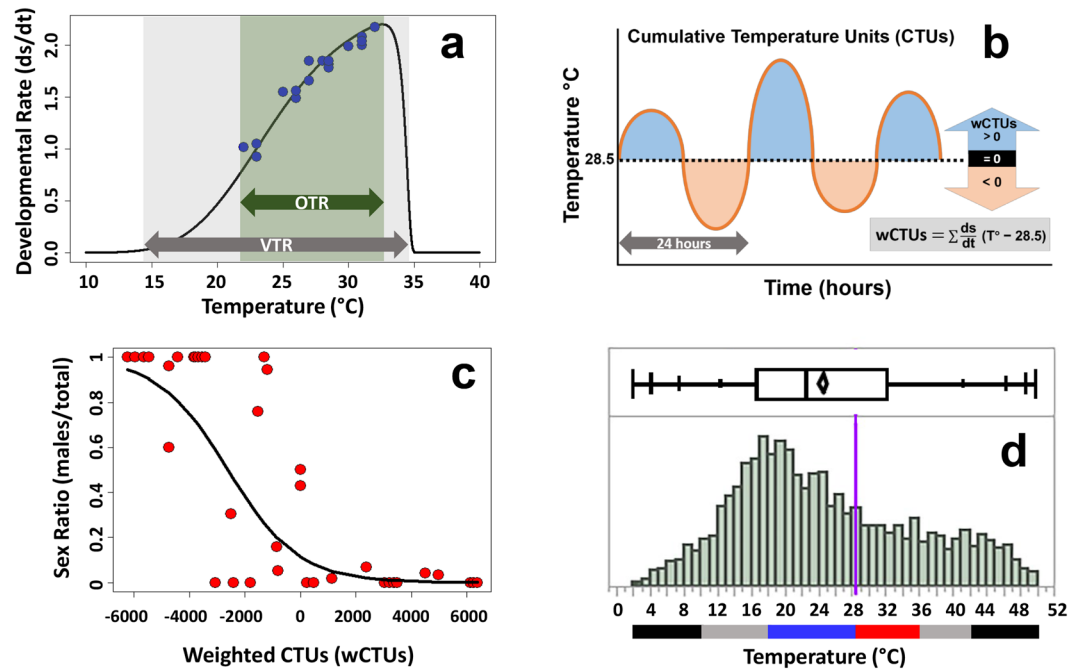 a
Developmental Rate (ds/dt)
2.0
1.5
1.0
0.5
0.0
OTR
VTR
10 15 20 25 30 35 40
Temperature (°C)
b
Cumulative Temperature Units (CTUs)
Temperature °C
28.5
24 hours
wCTUs
> 0
= 0
< 0
wCTUs = ∑ ds/dt (T° − 28.5)
Time (hours)
c
Sex Ratio (males/total)
1
0.8
0.6
0.4
0.2
0
-6000 -4000 -2000 0 2000 4000 6000
Weighted CTUs (wCTUs)
d
0 4 8 12 16 20 24 28 32 36 40 44 48 52
Temperature (°C)